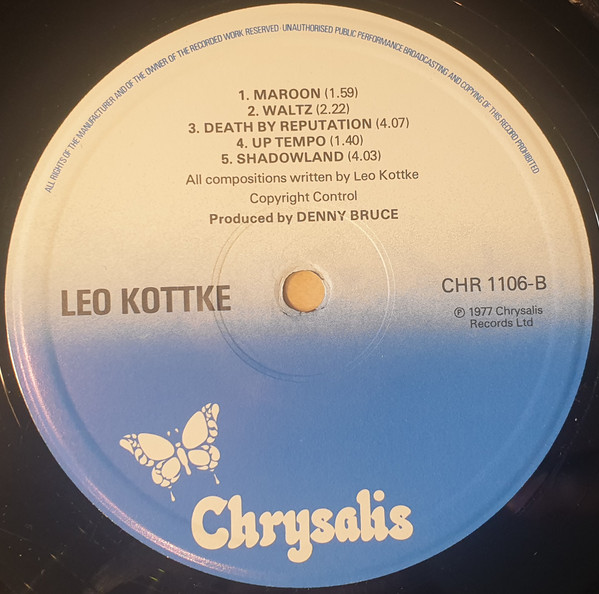 ALL RIGHTS OF THE MANUFACTURER AND OF THE OWNER OF THE RECORDED WORK RESERVED · UNAUTHORISED PUBLIC PERFORMANCE BROADCASTING AND COPYING OF THIS RECORD PROHIBITED
1. MAROON (1.59)
2. WALTZ (2.22)
3. DEATH BY REPUTATION (4.07)
4. UP TEMPO (1.40)
5. SHADOWLAND (4.03)
All compositions written by Leo Kottke
Copyright Control
Produced by DENNY BRUCE
LEO KOTTKE
CHR 1106-B
℗ 1977 Chrysalis
Records Ltd
Chrysalis